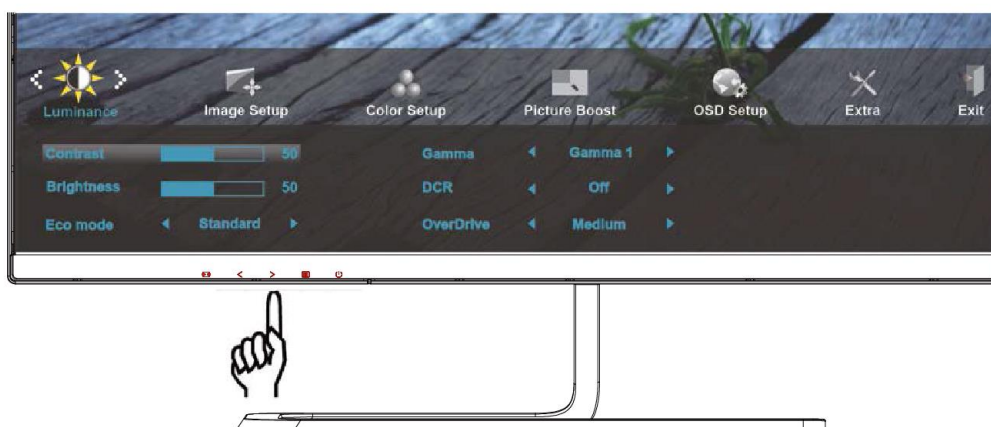 Luminance Image Setup Color Setup Picture Boost OSD Setup Extra Exit
Contrast 50 Gamma Gamma 1
Brightness 50 DCR Off
Eco mode Standard OverDrive Medium